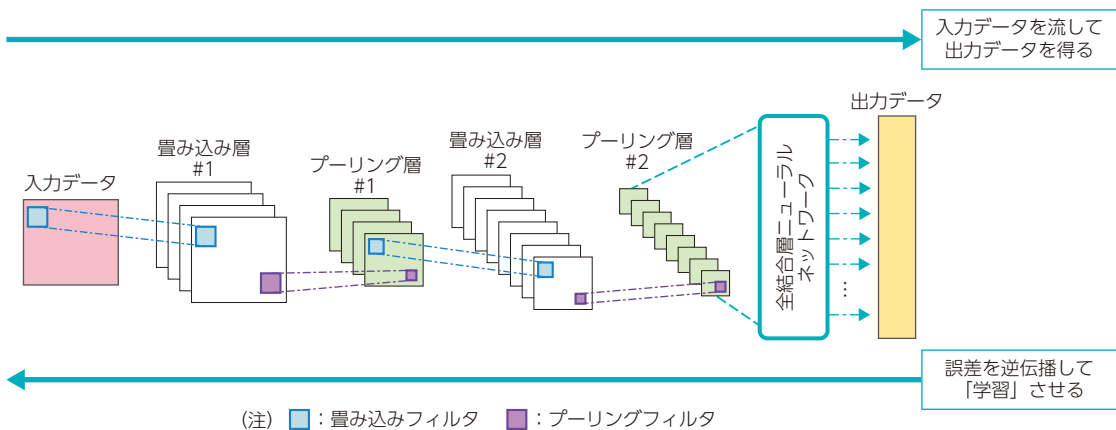 入力データを流して
出力データを得る
出力データ
畳み込み層
#1
プーリング層
#1
畳み込み層
#2
プーリング層
#2
入力データ
全結合層ニューラル
ネットワーク
…
誤差を逆伝播して
「学習」させる
(注) :畳み込みフィルタ :プーリングフィルタ